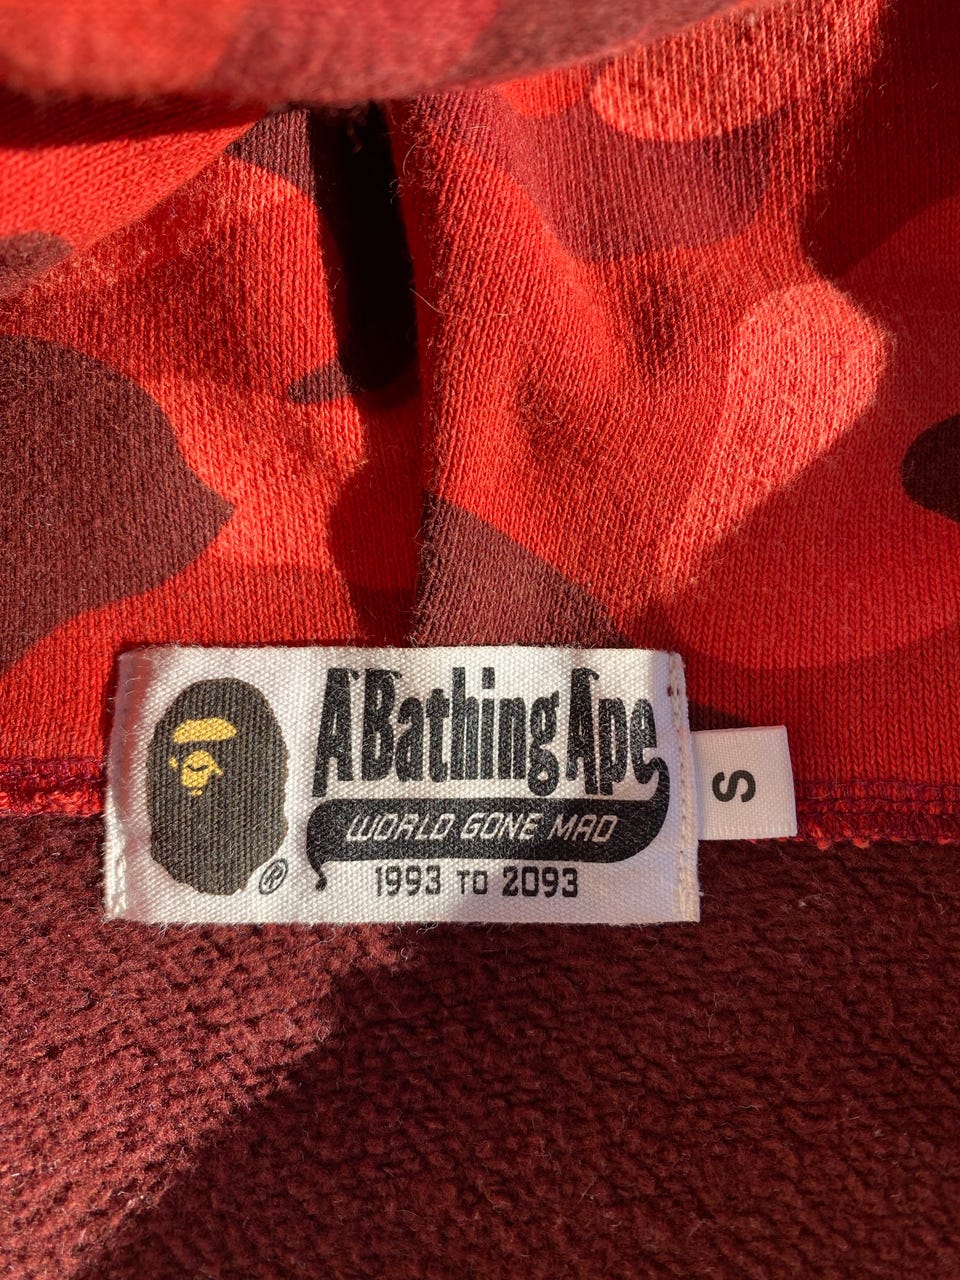 A Bathing Ape
WORLD GONE MAD
1993 TO 2093
®
S